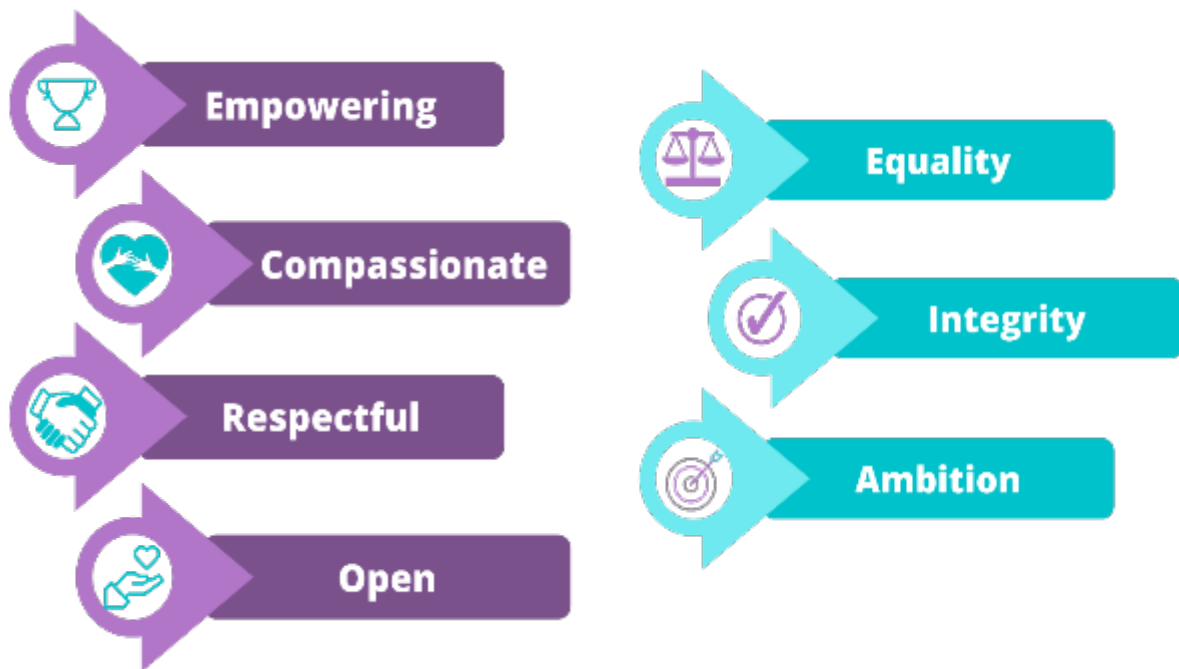 Empowering
Compassionate
Respectful
Open
Equality
Integrity
Ambition